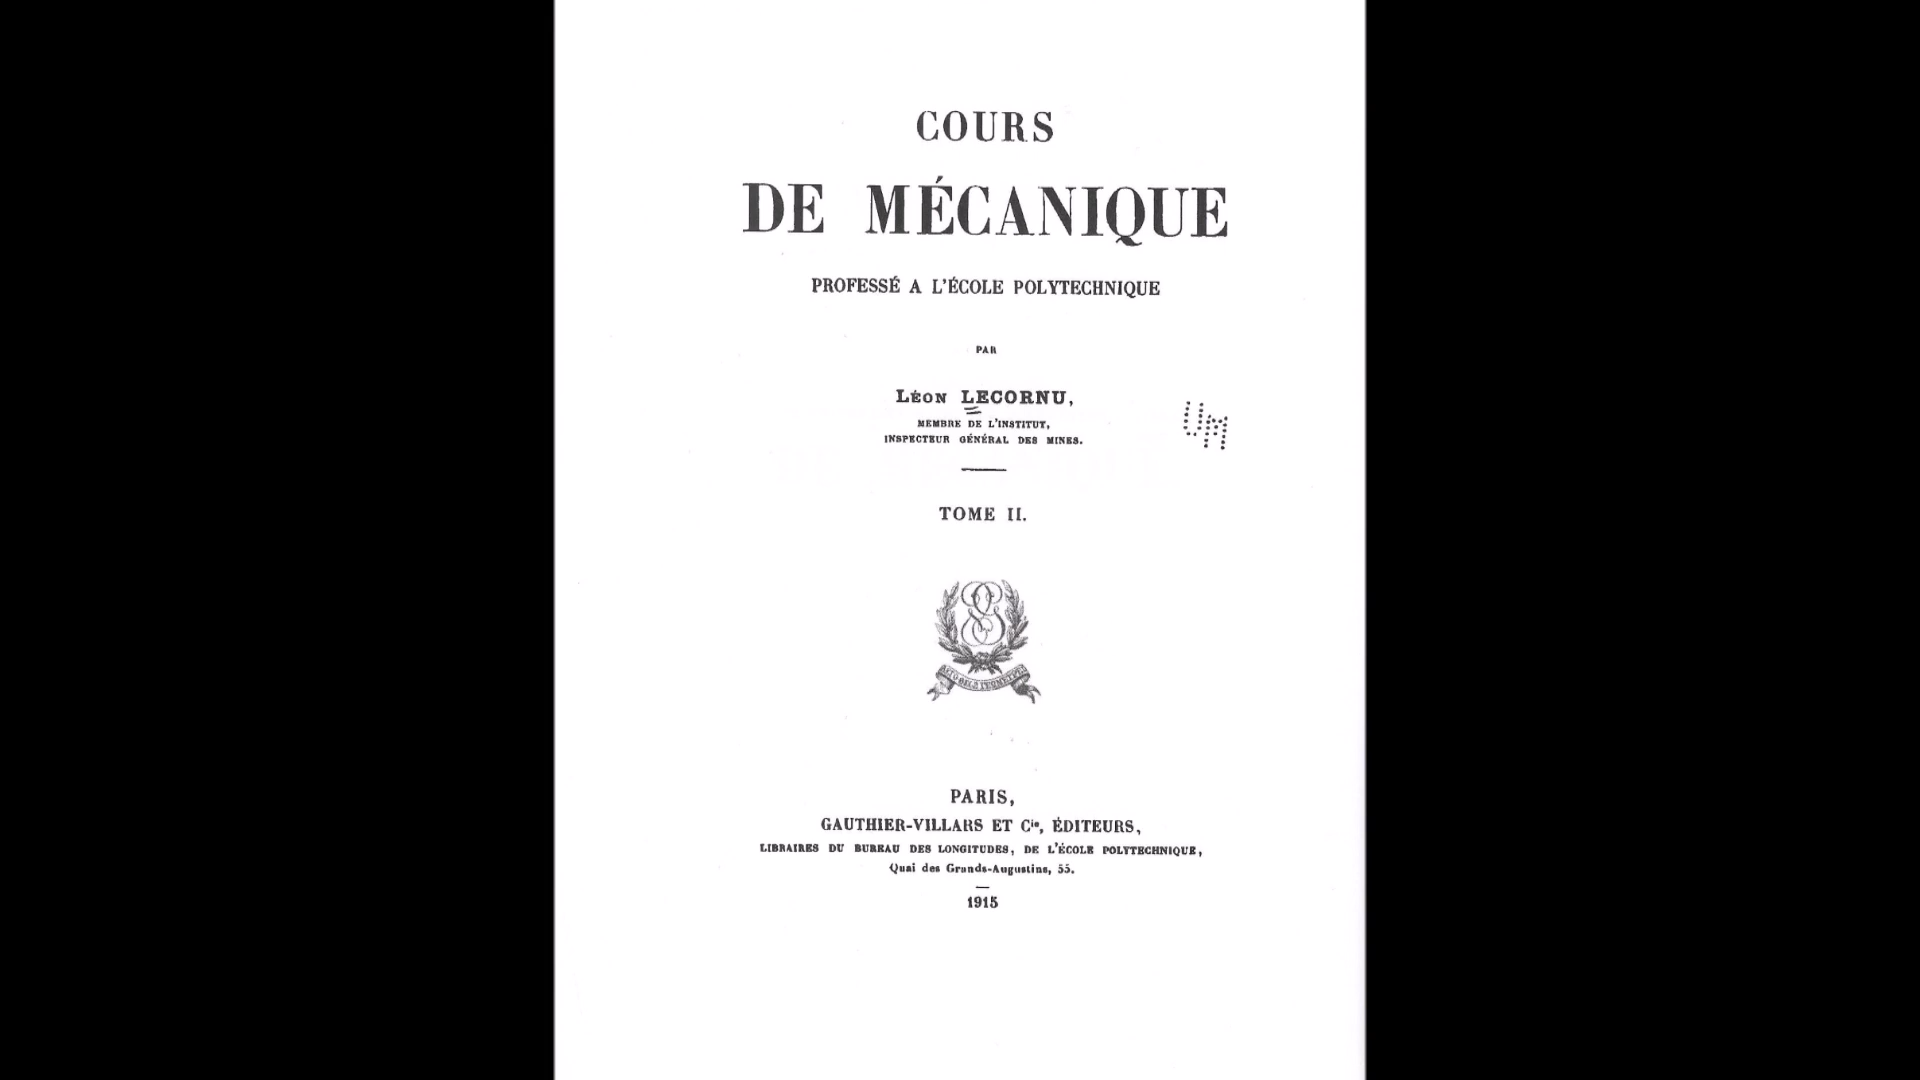 COURS
DE MÉCANIQUE
PROFESSÉ A L'ÉCOLE POLYTECHNIQUE
PAR
LÉON LECORNU,
MEMBRE DE L'INSTITUT,
INSPECTEUR GÉNÉRAL DES MINES.
UM
TOME II.
PARIS,
GAUTHIER-VILLARS ET Cie, ÉDITEURS,
LIBRAIRES DU BUREAU DES LONGITUDES, DE L'ÉCOLE POLYTECHNIQUE,
Quai des Grands-Augustins, 55.
1915